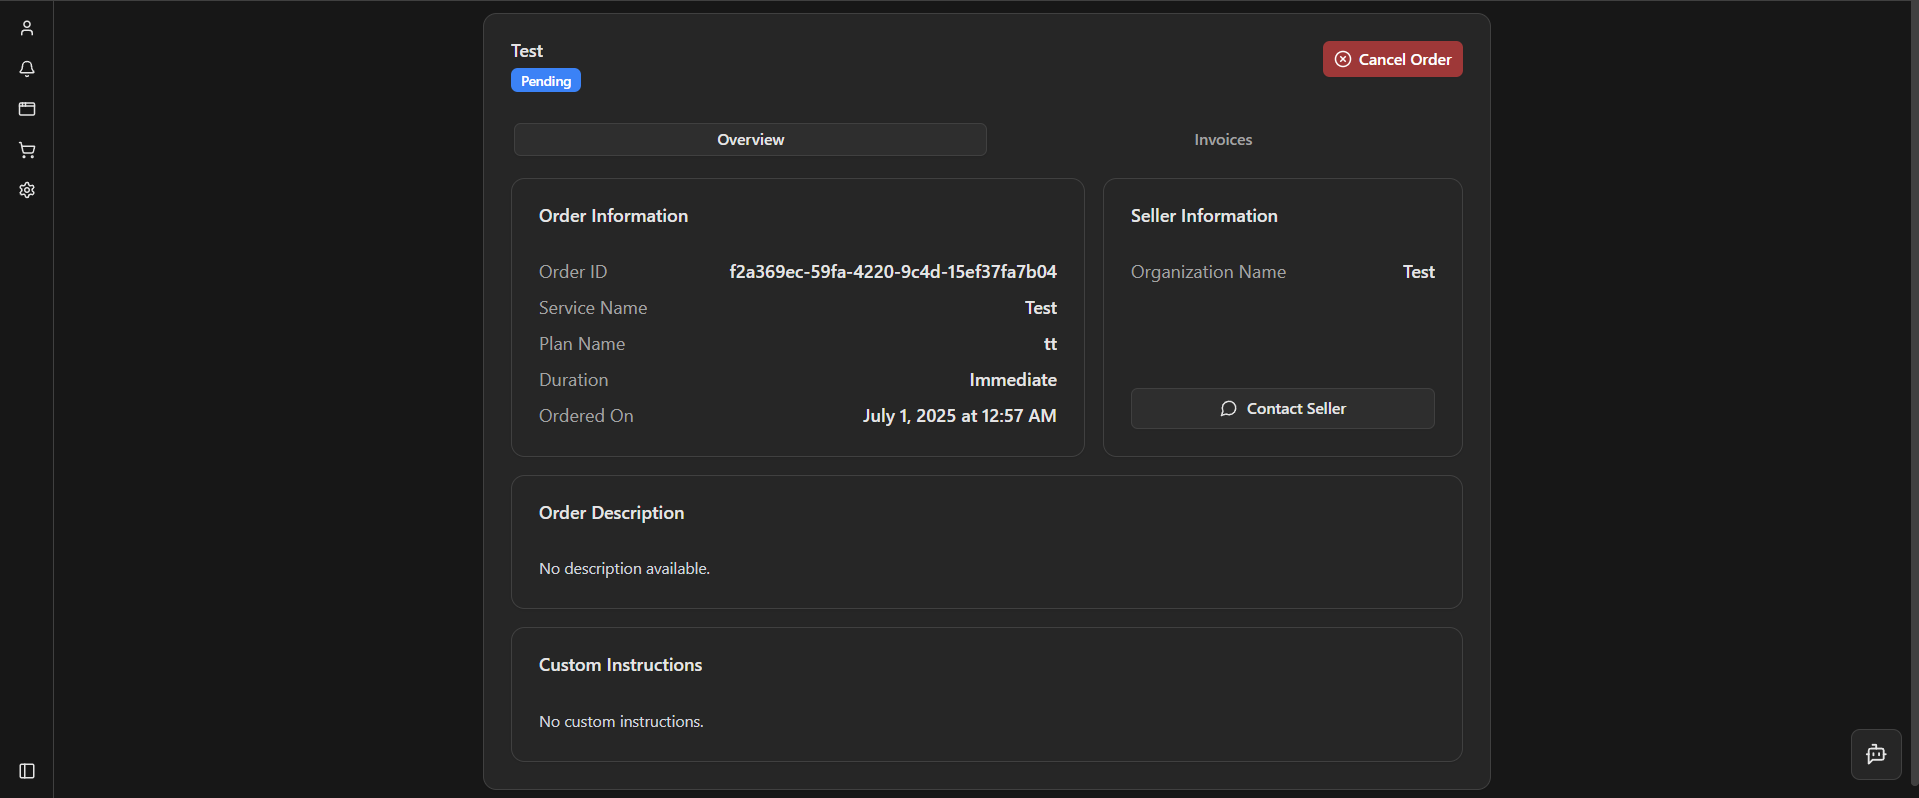 Test
Pending
Cancel Order
Overview
Invoices
Order Information
Order ID f2a369ec-59fa-4220-9c4d-15ef37fa7b04
Service Name Test
Plan Name tt
Duration Immediate
Ordered On July 1, 2025 at 12:57 AM
Seller Information
Organization Name Test
Contact Seller
Order Description
No description available.
Custom Instructions
No custom instructions.